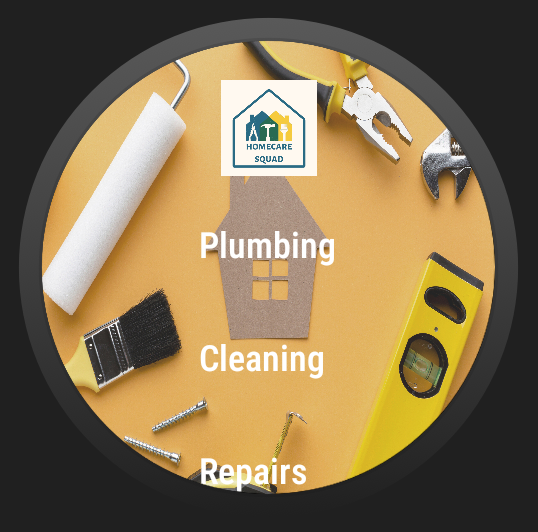 HOMECARE
SQUAD
Plumbing
Cleaning
Repairs